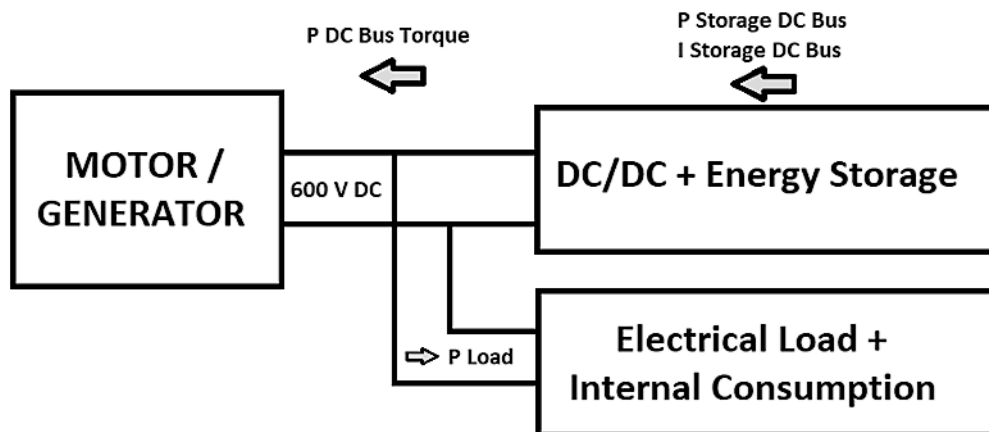 P DC Bus Torque
P Storage DC Bus
I Storage DC Bus
MOTOR /
GENERATOR
600 V DC
DC/DC + Energy Storage
P Load
Electrical Load +
Internal Consumption